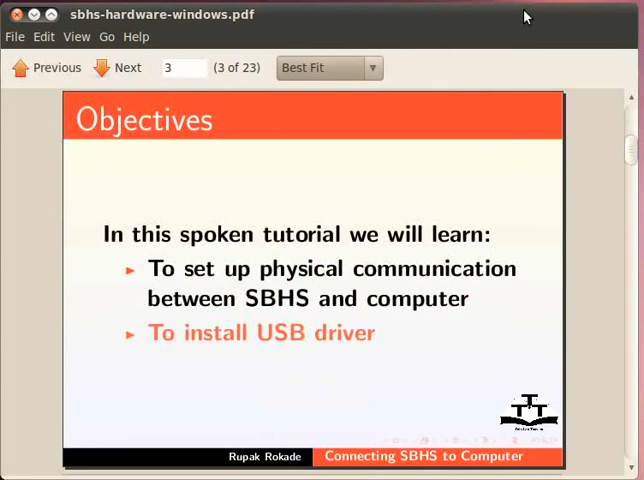 sbhs-hardware-windows.pdf
File Edit View Go Help
Previous Next 3 (3 of 23) Best Fit
Objectives
In this spoken tutorial we will learn:
To set up physical communication
between SBHS and computer
To install USB driver
Rupak Rokade Connecting SBHS to Computer